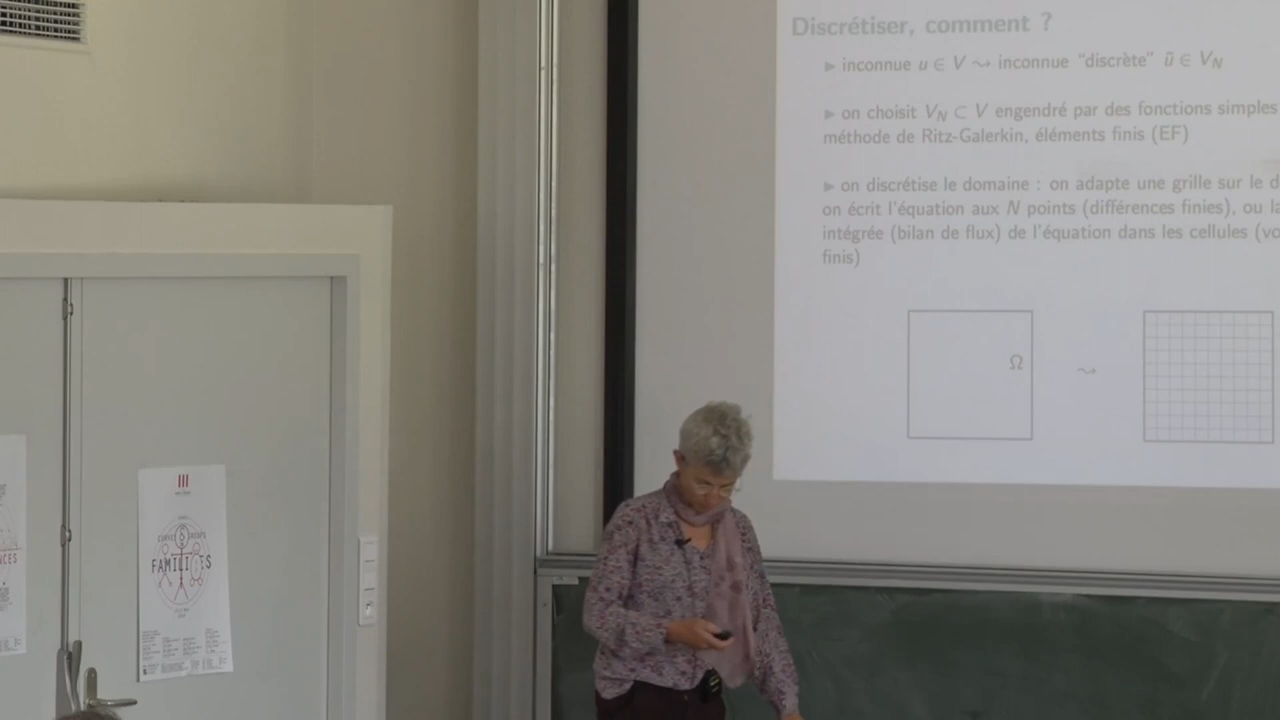 Discrétiser, comment ?
▶ inconnue u ∈ V ⤳ inconnue “discrète” ũ ∈ V_N
▶ on choisit V_N ⊂ V engendré par des fonctions simples
méthode de Ritz-Galerkin, éléments finis (EF)
▶ on discrétise le domaine : on adapte une grille sur le d
on écrit l'équation aux N points (différences finies), ou la
intégrée (bilan de flux) de l'équation dans les cellules (vo
finis)
Ω
⤳
FAMILIES